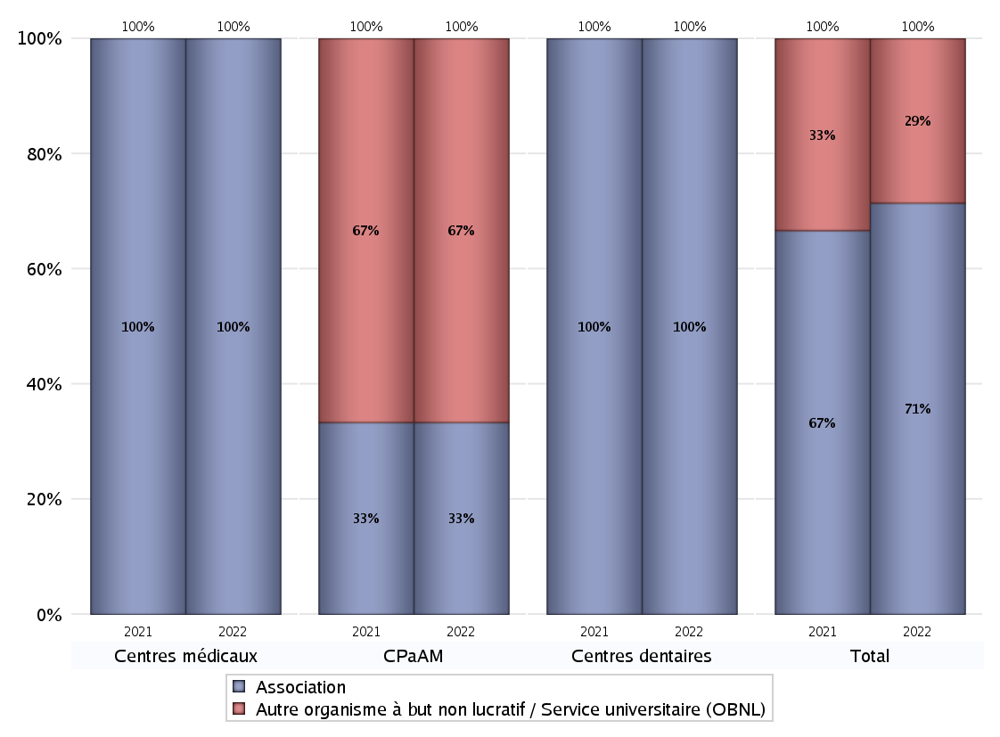 100% 100% 100% 100% 100% 100% 100% 100%
100%
80%
60%
40%
20%
0%
33% 29%
67% 67%
100% 100% 100% 100%
67% 71%
33% 33%
2021 2022 2021 2022 2021 2022 2021 2022
Centres médicaux CPaAM Centres dentaires Total
Association
Autre organisme à but non lucratif / Service universitaire (OBNL)